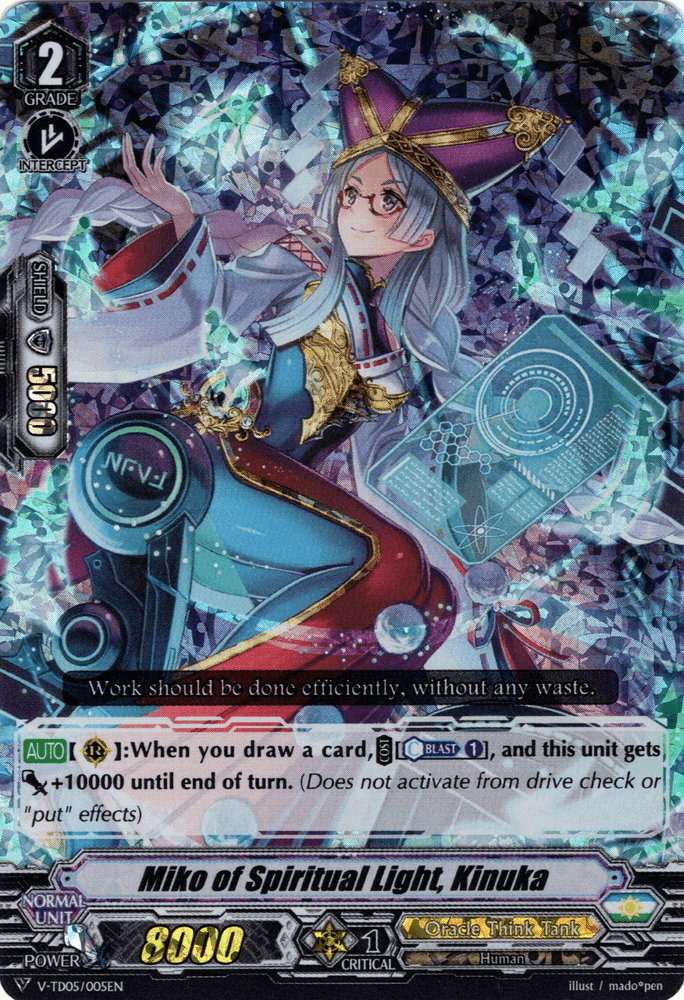 2
GRADE
INTERCEPT
SHIELD
5000
Work should be done efficiently, without any waste.
AUTO【 R 】:When you draw a card, COST [C BLAST 1], and this unit gets
+10000 until end of turn. (Does not activate from drive check or
"put" effects)
Miko of Spiritual Light, Kinuka
NORMAL
UNIT
POWER
8000
1
CRITICAL
Oracle Think Tank
Human
V-TD05/005EN
illust / mado*pen